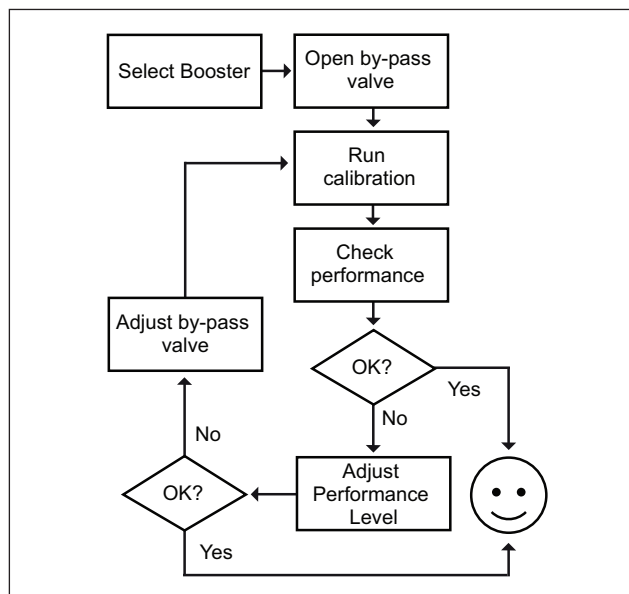 Select Booster
Open by-pass
valve
Run
calibration
Check
performance
Adjust by-pass
valve
OK?
Yes
No
No
Adjust
Performance
Level
OK?
Yes